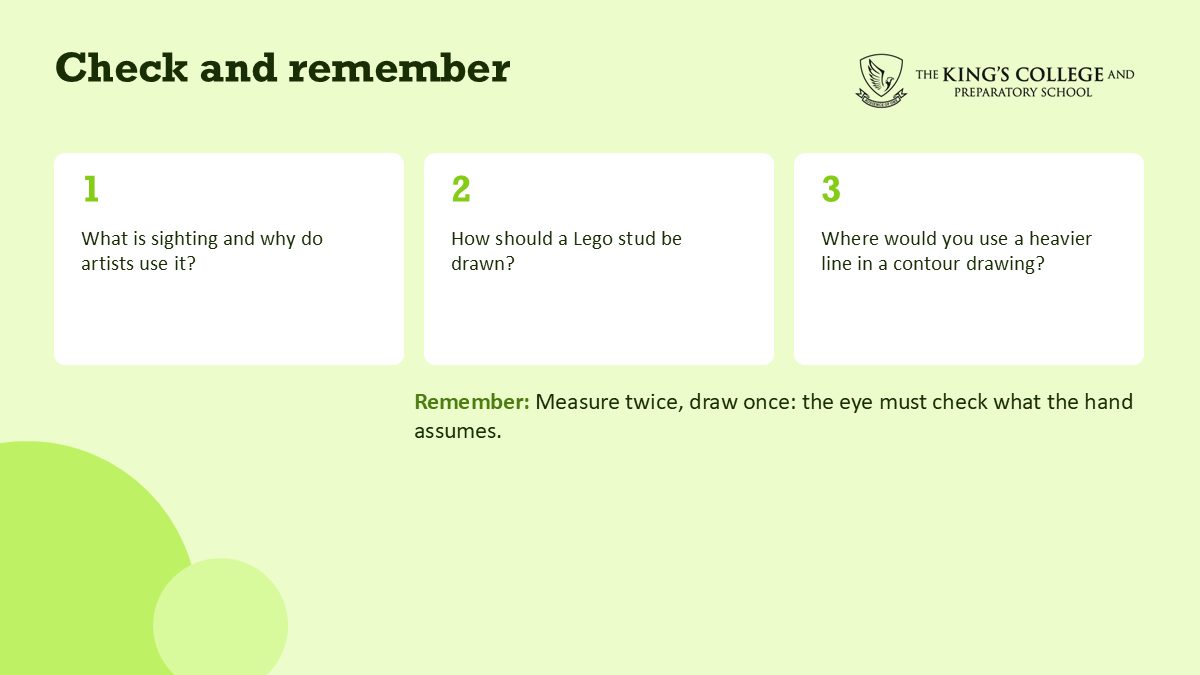 Check and remember
THE KING'S COLLEGE AND
PREPARATORY SCHOOL
1
What is sighting and why do
artists use it?
2
How should a Lego stud be
drawn?
3
Where would you use a heavier
line in a contour drawing?
Remember: Measure twice, draw once: the eye must check what the hand
assumes.